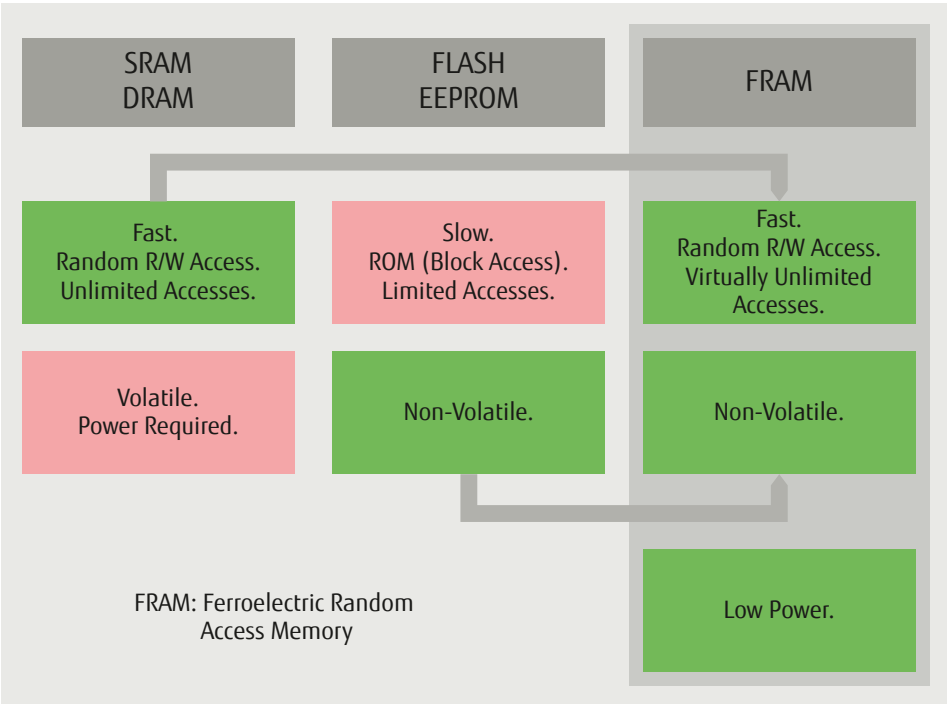 SRAM
DRAM
FLASH
EEPROM
FRAM
Fast.
Random R/W Access.
Unlimited Accesses.
Slow.
ROM (Block Access).
Limited Accesses.
Fast.
Random R/W Access.
Virtually Unlimited
Accesses.
Volatile.
Power Required.
Non-Volatile.
Non-Volatile.
FRAM: Ferroelectric Random
Access Memory
Low Power.